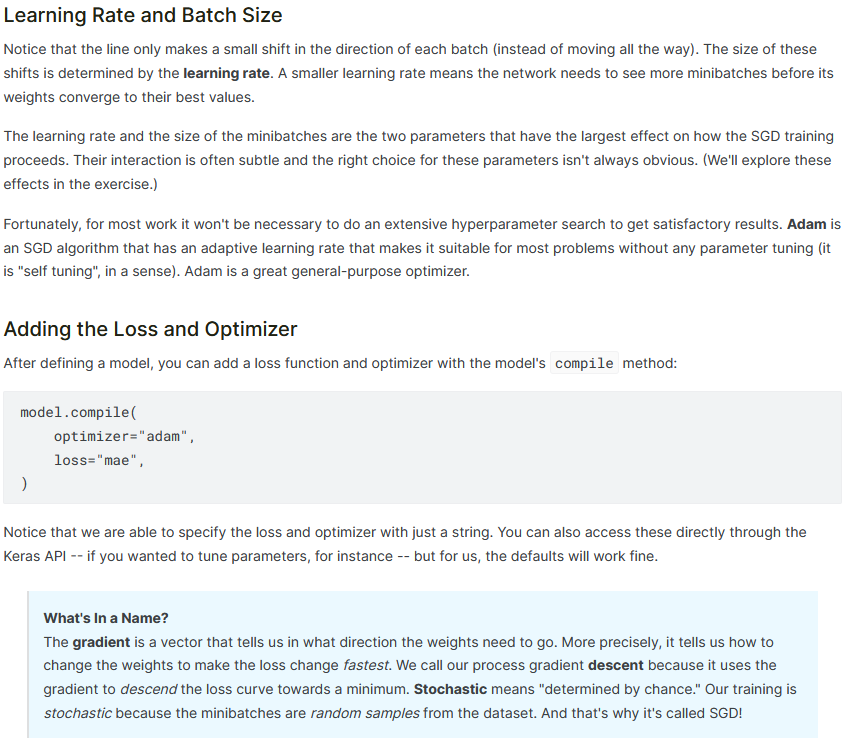 Learning Rate and Batch Size
Notice that the line only makes a small shift in the direction of each batch (instead of moving all the way). The size of these
shifts is determined by the learning rate. A smaller learning rate means the network needs to see more minibatches before its
weights converge to their best values.
The learning rate and the size of the minibatches are the two parameters that have the largest effect on how the SGD training
proceeds. Their interaction is often subtle and the right choice for these parameters isn't always obvious. (We'll explore these
effects in the exercise.)
Fortunately, for most work it won't be necessary to do an extensive hyperparameter search to get satisfactory results. Adam is
an SGD algorithm that has an adaptive learning rate that makes it suitable for most problems without any parameter tuning (it
is "self tuning", in a sense). Adam is a great general-purpose optimizer.
Adding the Loss and Optimizer
After defining a model, you can add a loss function and optimizer with the model's compile method:
model.compile(
    optimizer="adam",
    loss="mae",
)
Notice that we are able to specify the loss and optimizer with just a string. You can also access these directly through the
Keras API -- if you wanted to tune parameters, for instance -- but for us, the defaults will work fine.
What's In a Name?
The gradient is a vector that tells us in what direction the weights need to go. More precisely, it tells us how to
change the weights to make the loss change fastest. We call our process gradient descent because it uses the
gradient to descend the loss curve towards a minimum. Stochastic means "determined by chance." Our training is
stochastic because the minibatches are random samples from the dataset. And that's why it's called SGD!